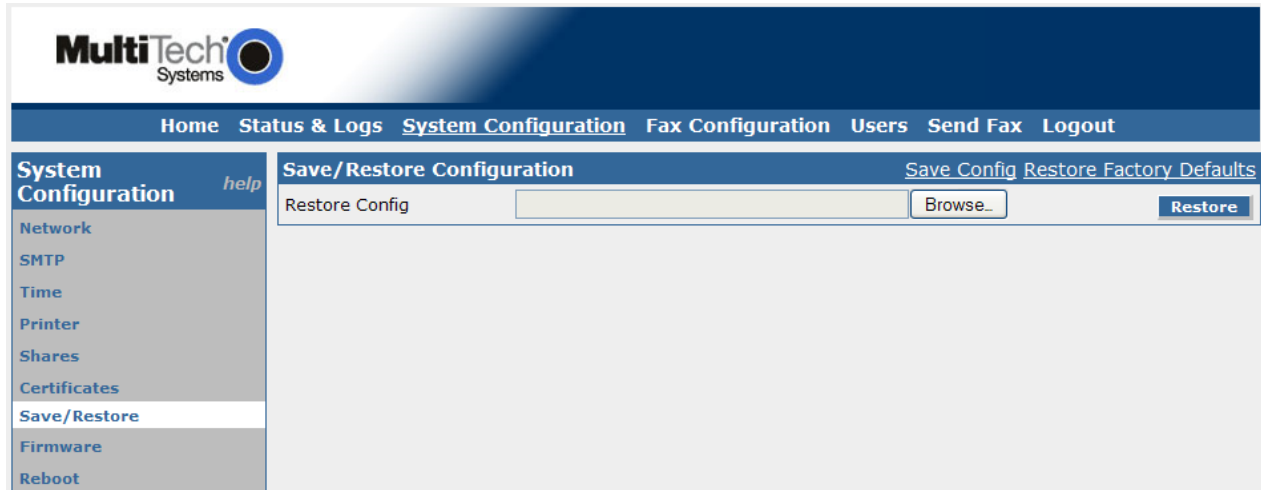 MultiTech
Systems
Home Status & Logs System Configuration Fax Configuration Users Send Fax Logout
System Configuration help
Save/Restore Configuration Save Config Restore Factory Defaults
Restore Config Browse... Restore
Network
SMTP
Time
Printer
Shares
Certificates
Save/Restore
Firmware
Reboot